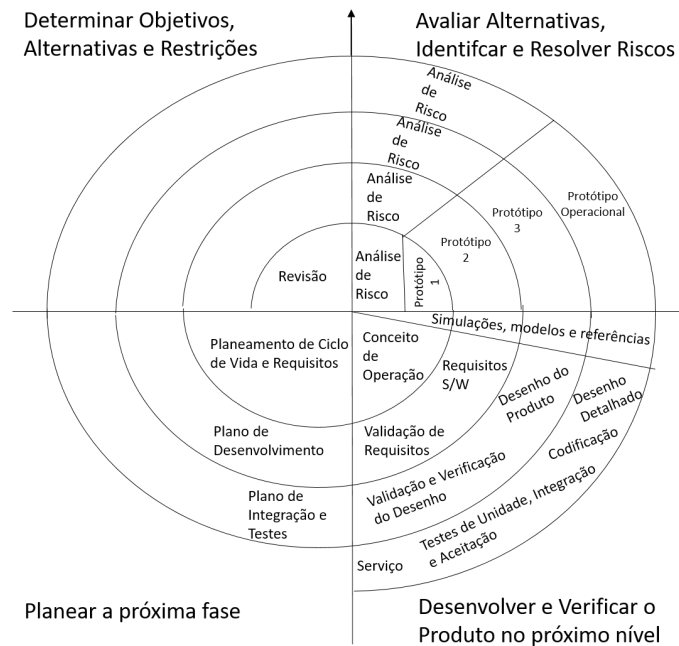 Determinar Objetivos,
Alternativas e Restrições
Avaliar Alternativas,
Identifcar e Resolver Riscos
Análise
de
Risco
Análise
de
Risco
Análise
de
Risco
Análise
de
Risco
Protótipo
1
Protótipo
2
Protótipo
3
Protótipo
Operacional
Revisão
Simulações, modelos e referências
Planeamento de Ciclo
de Vida e Requisitos
Conceito
de
Operação
Requisitos
S/W
Desenho do
Produto
Desenho
Detalhado
Codificação
Plano de
Desenvolvimento
Validação de
Requisitos
Validação e Verificação
do Desenho
Testes de Unidade, Integração
e Aceitação
Plano de
Integração e
Testes
Serviço
Planear a próxima fase
Desenvolver e Verificar o
Produto no próximo nível